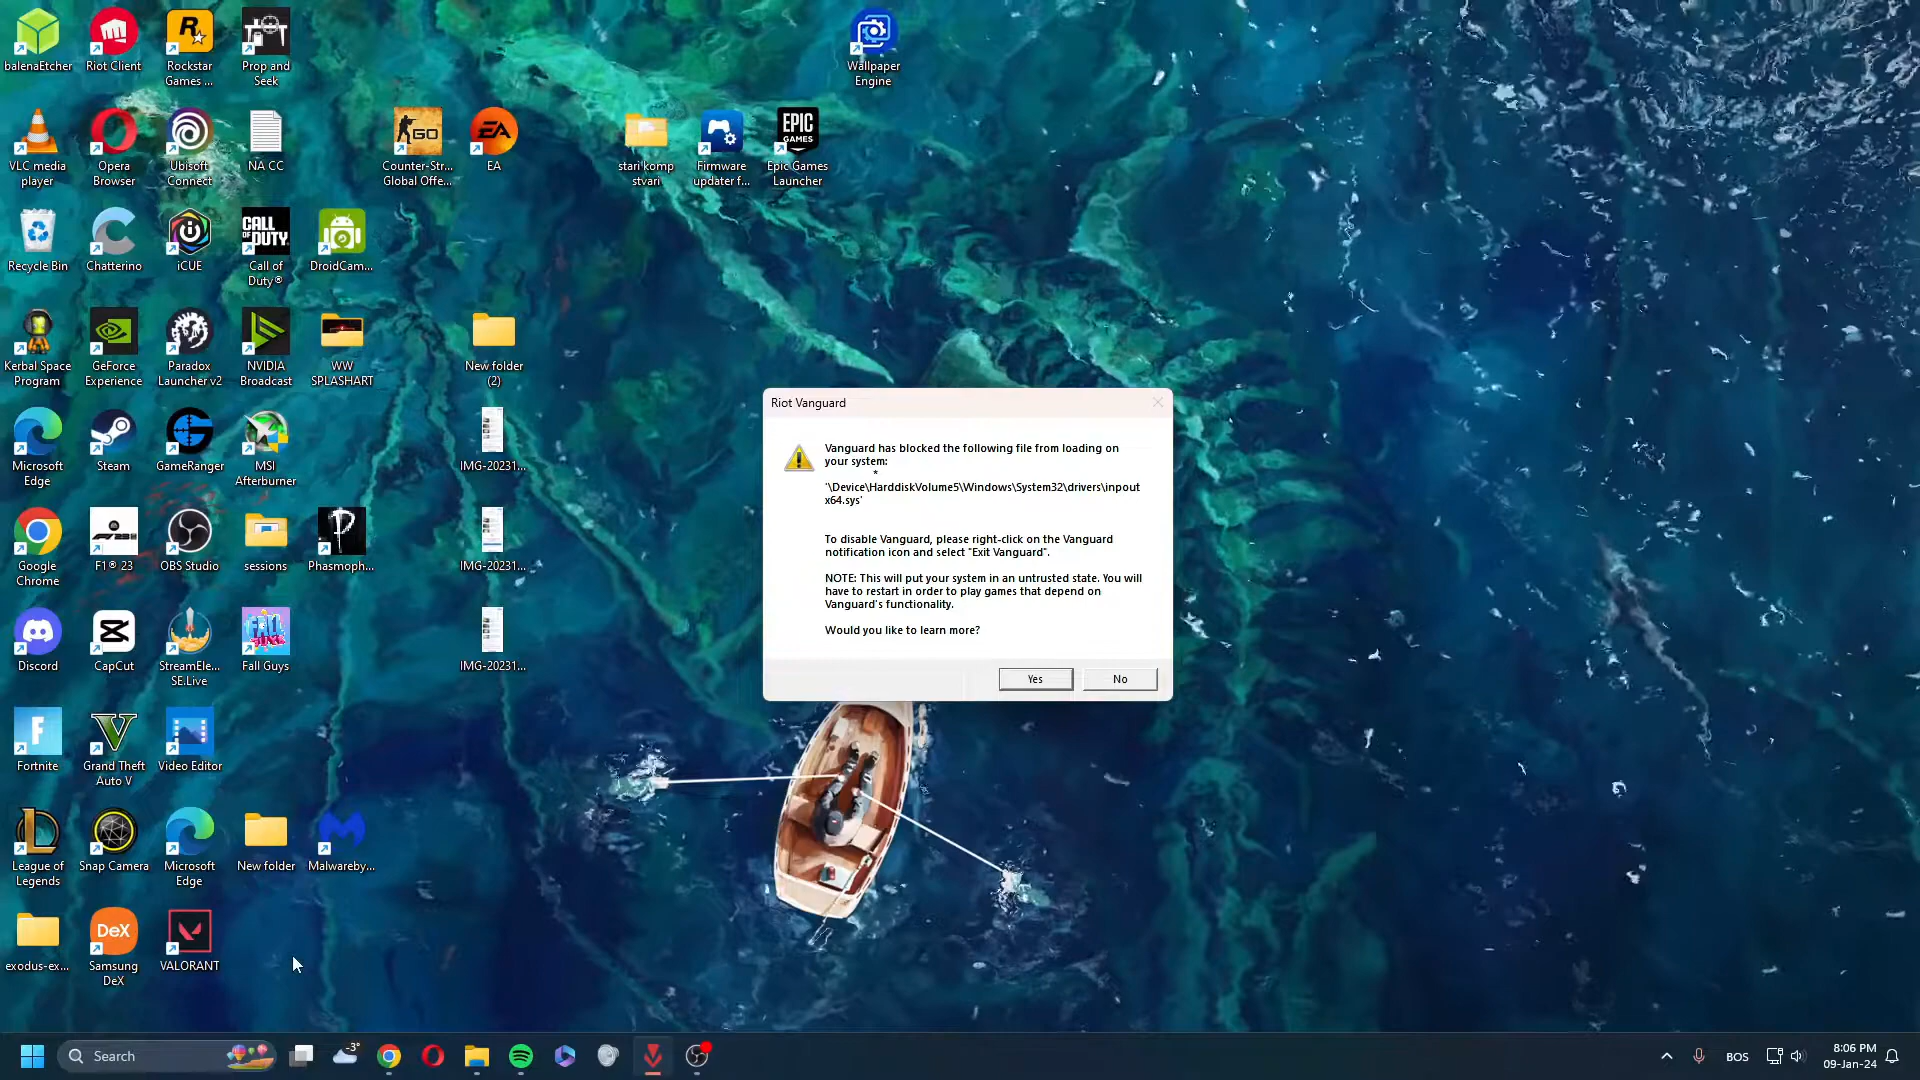 balenaEtcher
Riot Client
Rockstar
Games ...
Prop and
Seek
Wallpaper
Engine
VLC media
player
Opera
Browser
Ubisoft
Connect
NA CC
GO
Counter-Str...
Global Offe...
EA
EA
stari komp
stvari
Firmware
updater f...
EPIC
GAMES
Epic Games
Launcher
Recycle Bin
Chatterino
iCUE
CALL
OF
DUTY
Call of
Duty®
DroidCam...
Kerbal Space
Program
GeForce
Experience
Paradox
Launcher v2
NVIDIA
Broadcast
WW
SPLASHART
New folder
(2)
Microsoft
Edge
Steam
GameRanger
MSI
Afterburner
IMG-20231...
Google
Chrome
F1® 23
OBS Studio
sessions
Phasmoph...
IMG-20231...
Discord
CapCut
StreamEle...
SE.Live
Fall Guys
IMG-20231...
Fortnite
Grand Theft
Auto V
Video Editor
League of
Legends
Snap Camera
Microsoft
Edge
New folder
Malwareby...
exodus-ex...
DeX
Samsung
DeX
VALORANT
Riot Vanguard
Vanguard has blocked the following file from loading on
your system:
*
'\Device\HarddiskVolume5\Windows\System32\drivers\inpout
x64.sys'
To disable Vanguard, please right-click on the Vanguard
notification icon and select "Exit Vanguard".
NOTE: This will put your system in an untrusted state. You will
have to restart in order to play games that depend on
Vanguard's functionality.
Would you like to learn more?
Yes
No
Search
-3°
BOS
8:06 PM
09-Jan-24